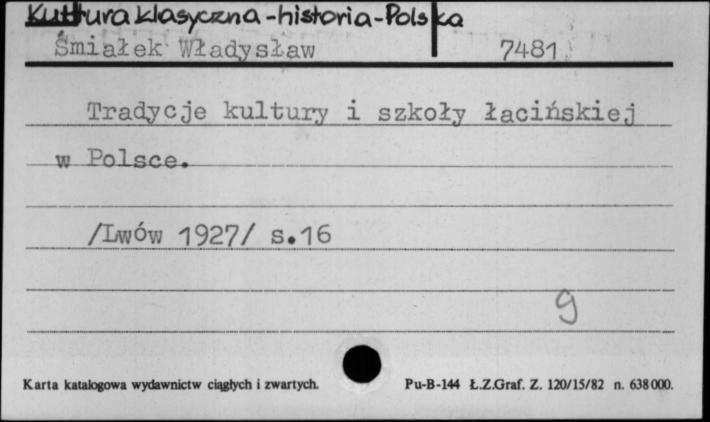 Kultura klasyczna-historia-Polska
Śmiałek Władysław 7481
Tradycje kultury i szkoły łacińskiej
w Polsce.
/Lwów 1927/ s.16
g
Karta katalogowa wydawnictw ciągłych i zwartych. Pu-B-144 Ł.Z.Graf. Z. 120/15/82 n. 638000.